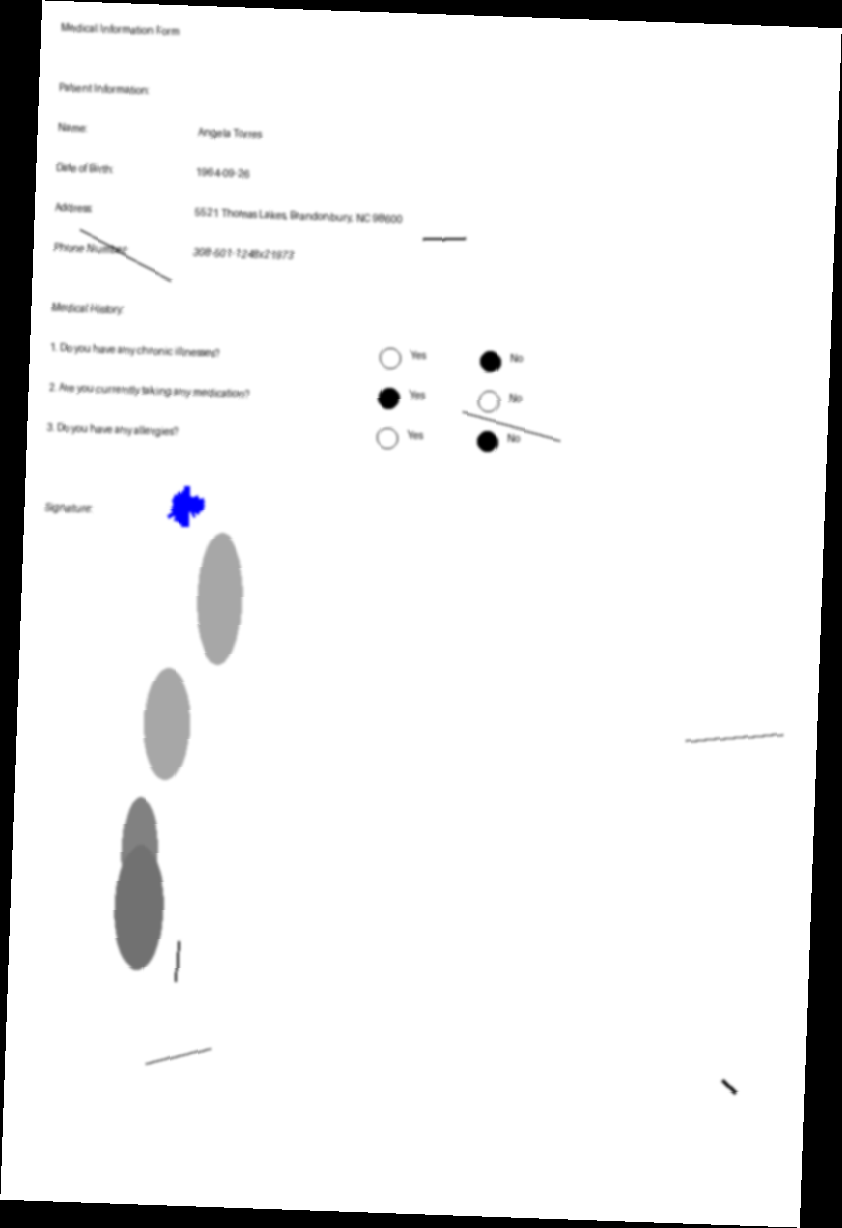 Medical Information Form
Patient Information:
Name: Angela Torres
Date of Birth: 1964-09-26
Address: 5521 Thomas Lakes, Brandonbury, NC 98600
Phone Number: 308-601-1248x21973
Medical History:
1. Do you have any chronic illnesses? Yes No
2. Are you currently taking any medication? Yes No
3. Do you have any allergies? Yes No
Signature: